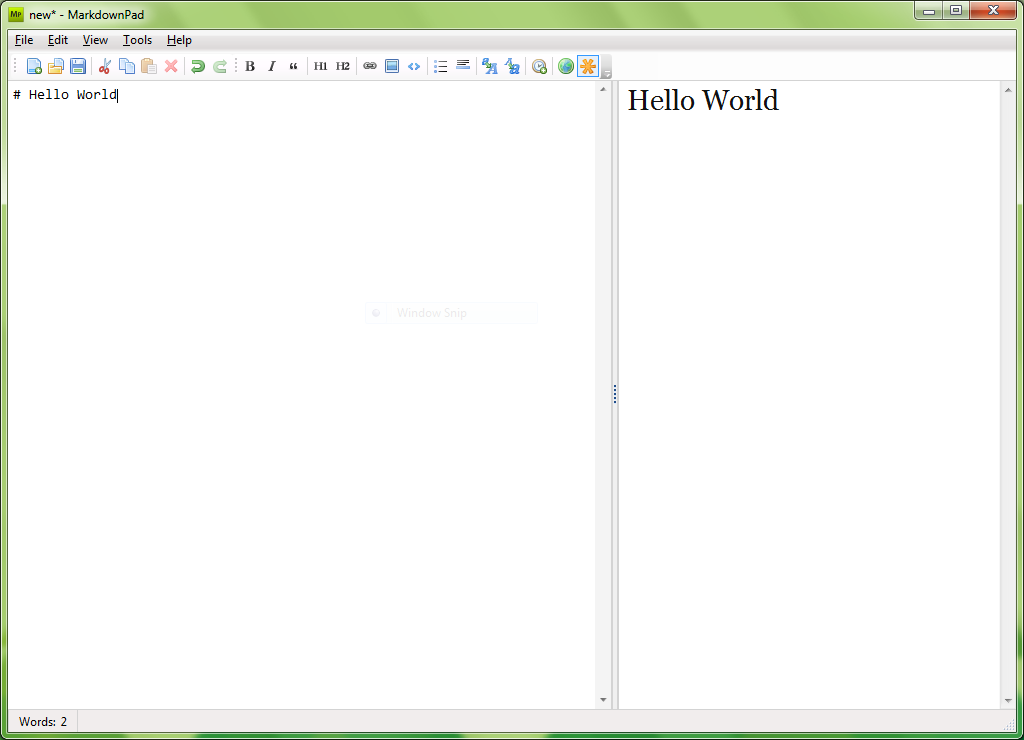 new* - MarkdownPad
File Edit View Tools Help
B I “ H1 H2
# Hello World
Hello World
Window Snip
Words: 2